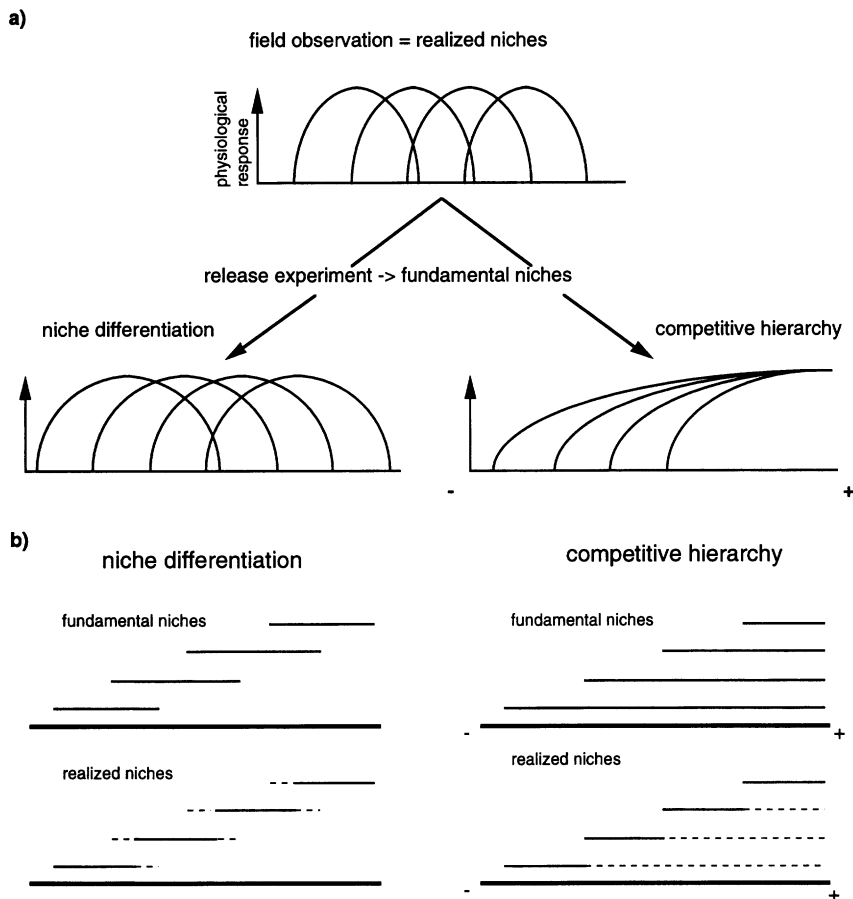 a)
field observation = realized niches
physiological
response
release experiment -> fundamental niches
niche differentiation
competitive hierarchy
-
+
b)
niche differentiation
competitive hierarchy
fundamental niches
fundamental niches
-
+
realized niches
realized niches
-
+